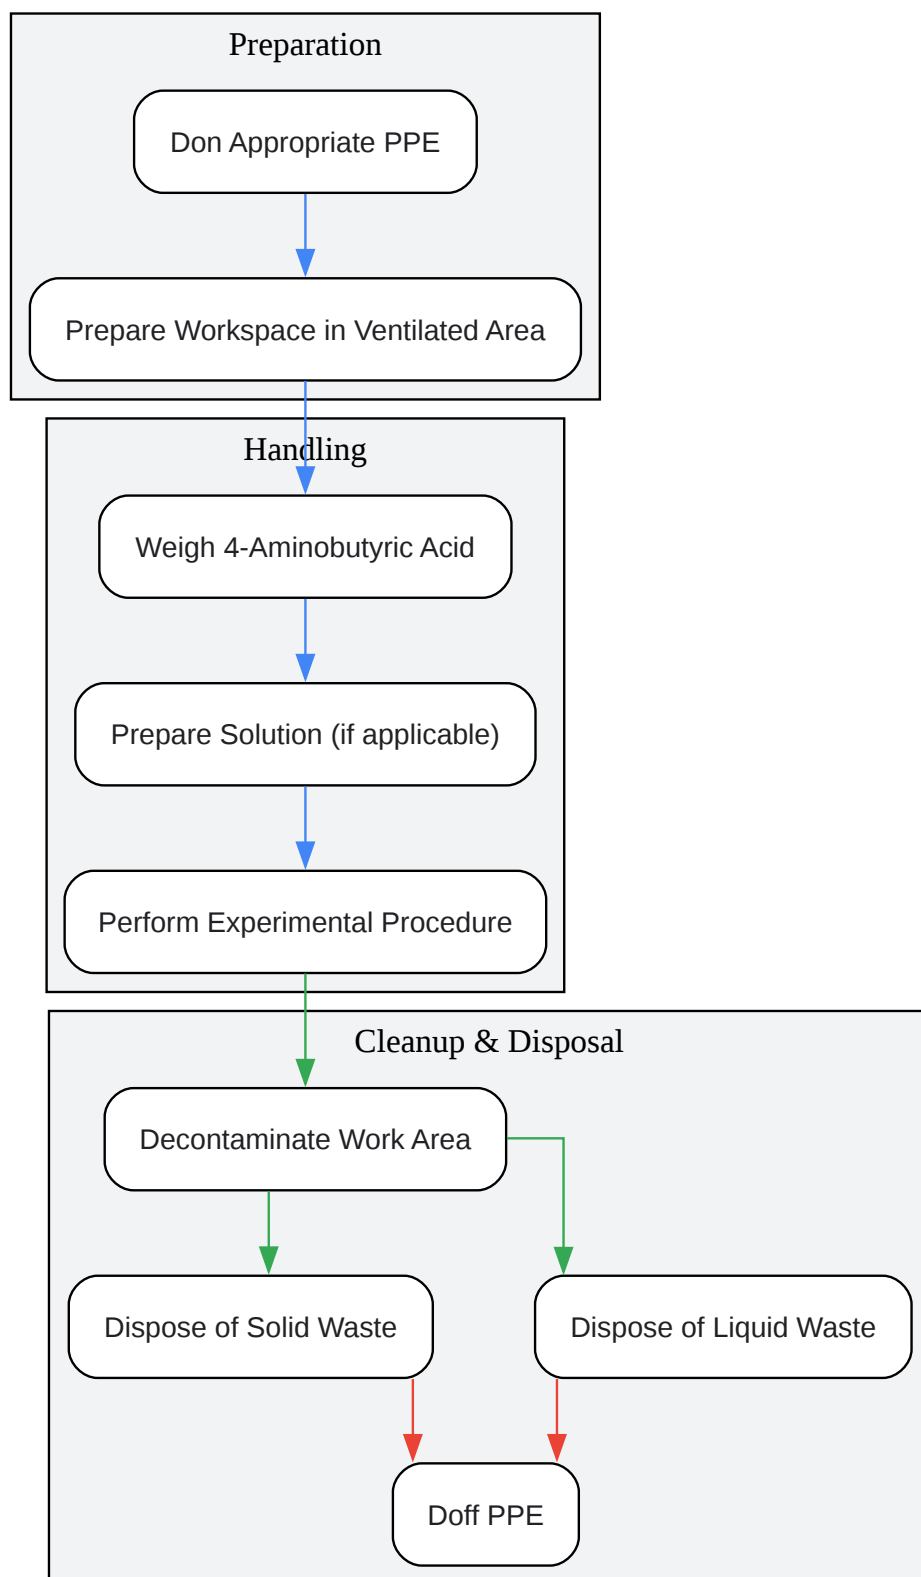 Preparation
Don Appropriate PPE
Prepare Workspace in Ventilated Area
Handling
Weigh 4-Aminobutyric Acid
Prepare Solution (if applicable)
Perform Experimental Procedure
Cleanup & Disposal
Decontaminate Work Area
Dispose of Solid Waste
Dispose of Liquid Waste
Doff PPE